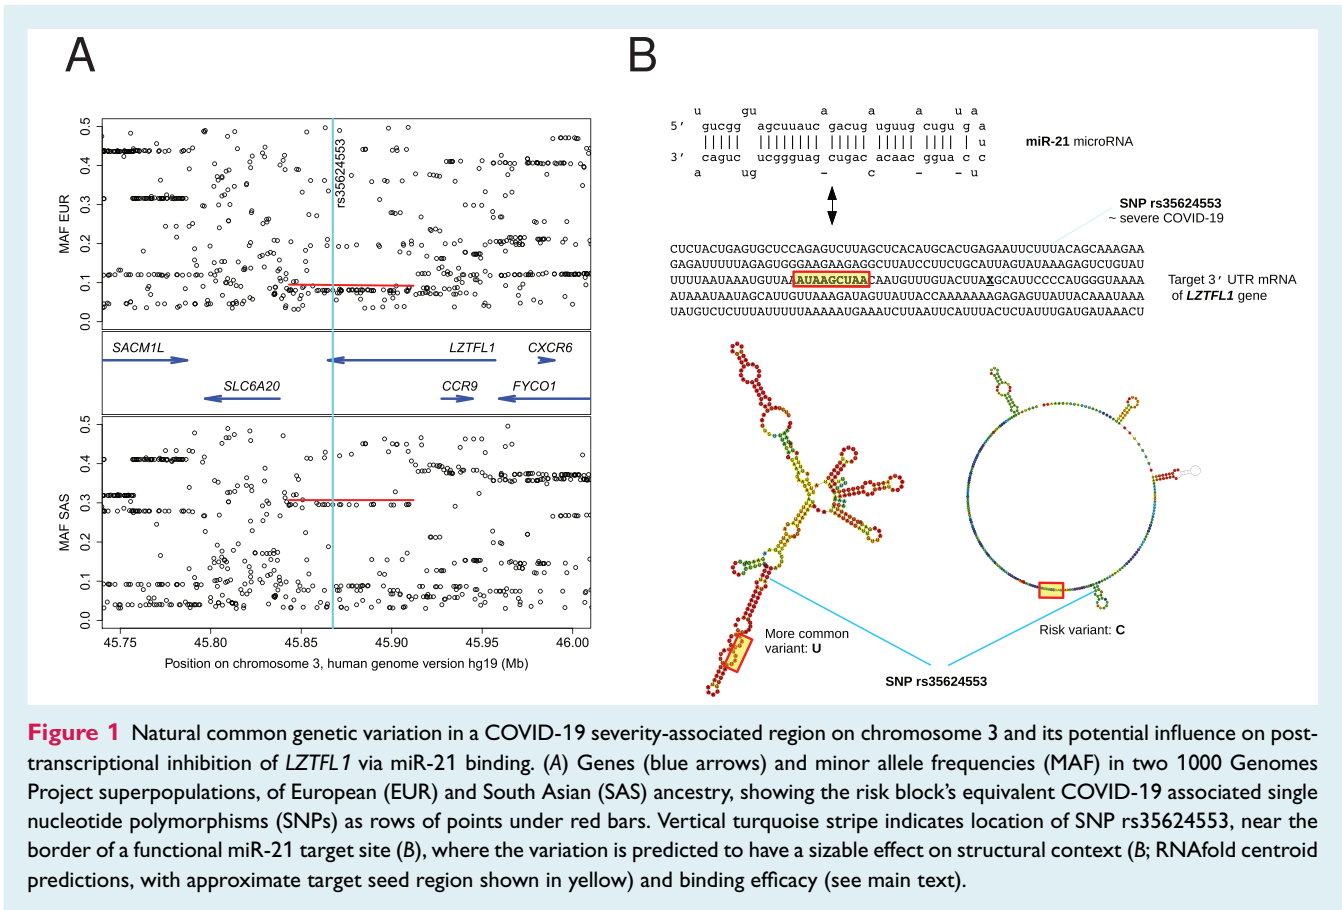 A
B
0.5
0.4
0.3
0.2
0.1
0.0
MAF EUR
rs35624553
SACM1L
LZTFL1
CXCR6
SLC6A20
CCR9
FYCO1
0.5
0.4
0.3
0.2
0.1
0.0
MAF SAS
45.75 45.80 45.85 45.90 45.95 46.00
Position on chromosome 3, human genome version hg19 (Mb)
u gu a a a u a
5′ gucgg agcuuauc gacug uguug cugu g a
||||| |||||||| ||||| ||||| |||| | u
3′ caguc ucggguag cugac acaac ggua c c
a ug – c – – u
miR-21 microRNA
SNP rs35624553
~ severe COVID-19
CUCUACUGAGUGCUCCAGAGUCUUAGCUCACAUGCACUGAGAAUUCUUUACAGCAAAGAA
GAGAUUUUUAGAGUGGGAAGAAGAGGCUUAUCCUUCUGCAUUAGUAUAAAGAGUCUGUAU
UUUUAAUAAAUGUUAAUAAGCUAACAAUGUUUGUACUUAXGCAUUCCCCAUGGGUAAAA
AUAAAUAAUAGCAUUGUUAAAGAUAGUUAUUACCAAAAAAAGAGAGUUAUUACAAAUAAA
UAUGUCUCUUUAUUUUUAAAAAUGAAAUCUUAAUUCAUUUACUCUAUUUGAUGAUAAACU
Target 3′ UTR mRNA
of LZTFL1 gene
More common
variant: U
Risk variant: C
SNP rs35624553
Figure 1 Natural common genetic variation in a COVID-19 severity-associated region on chromosome 3 and its potential influence on post-
transcriptional inhibition of LZTFL1 via miR-21 binding. (A) Genes (blue arrows) and minor allele frequencies (MAF) in two 1000 Genomes
Project superpopulations, of European (EUR) and South Asian (SAS) ancestry, showing the risk block's equivalent COVID-19 associated single
nucleotide polymorphisms (SNPs) as rows of points under red bars. Vertical turquoise stripe indicates location of SNP rs35624553, near the
border of a functional miR-21 target site (B), where the variation is predicted to have a sizable effect on structural context (B; RNAfold centroid
predictions, with approximate target seed region shown in yellow) and binding efficacy (see main text).